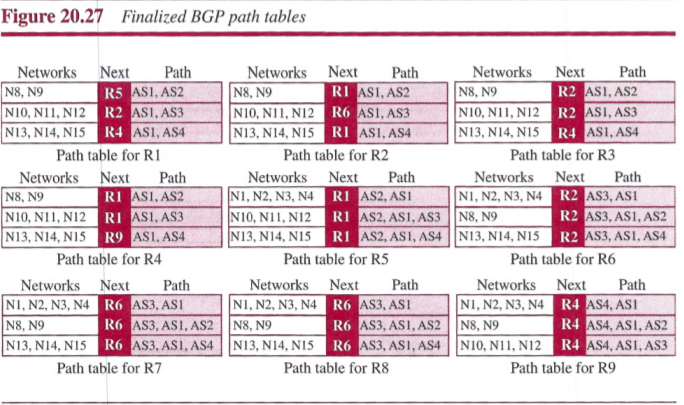 Figure 20.27 Finalized BGP path tables
Networks Next Path
N8, N9 R5 AS1, AS2
N10, N11, N12 R2 AS1, AS3
N13, N14, N15 R4 AS1, AS4
Path table for R1
Networks Next Path
N8, N9 R1 AS1, AS2
N10, N11, N12 R6 AS1, AS3
N13, N14, N15 R1 AS1, AS4
Path table for R2
Networks Next Path
N8, N9 R2 AS1, AS2
N10, N11, N12 R2 AS1, AS3
N13, N14, N15 R4 AS1, AS4
Path table for R3
Networks Next Path
N8, N9 R1 AS1, AS2
N10, N11, N12 R1 AS1, AS3
N13, N14, N15 R9 AS1, AS4
Path table for R4
Networks Next Path
N1, N2, N3, N4 R1 AS2, AS1
N10, N11, N12 R1 AS2, AS1, AS3
N13, N14, N15 R1 AS2, AS1, AS4
Path table for R5
Networks Next Path
N1, N2, N3, N4 R2 AS3, AS1
N8, N9 R2 AS3, AS1, AS2
N13, N14, N15 R2 AS3, AS1, AS4
Path table for R6
Networks Next Path
N1, N2, N3, N4 R6 AS3, AS1
N8, N9 R6 AS3, AS1, AS2
N13, N14, N15 R6 AS3, AS1, AS4
Path table for R7
Networks Next Path
N1, N2, N3, N4 R6 AS3, AS1
N8, N9 R6 AS3, AS1, AS2
N13, N14, N15 R6 AS3, AS1, AS4
Path table for R8
Networks Next Path
N1, N2, N3, N4 R4 AS4, AS1
N8, N9 R4 AS4, AS1, AS2
N10, N11, N12 R4 AS4, AS1, AS3
Path table for R9